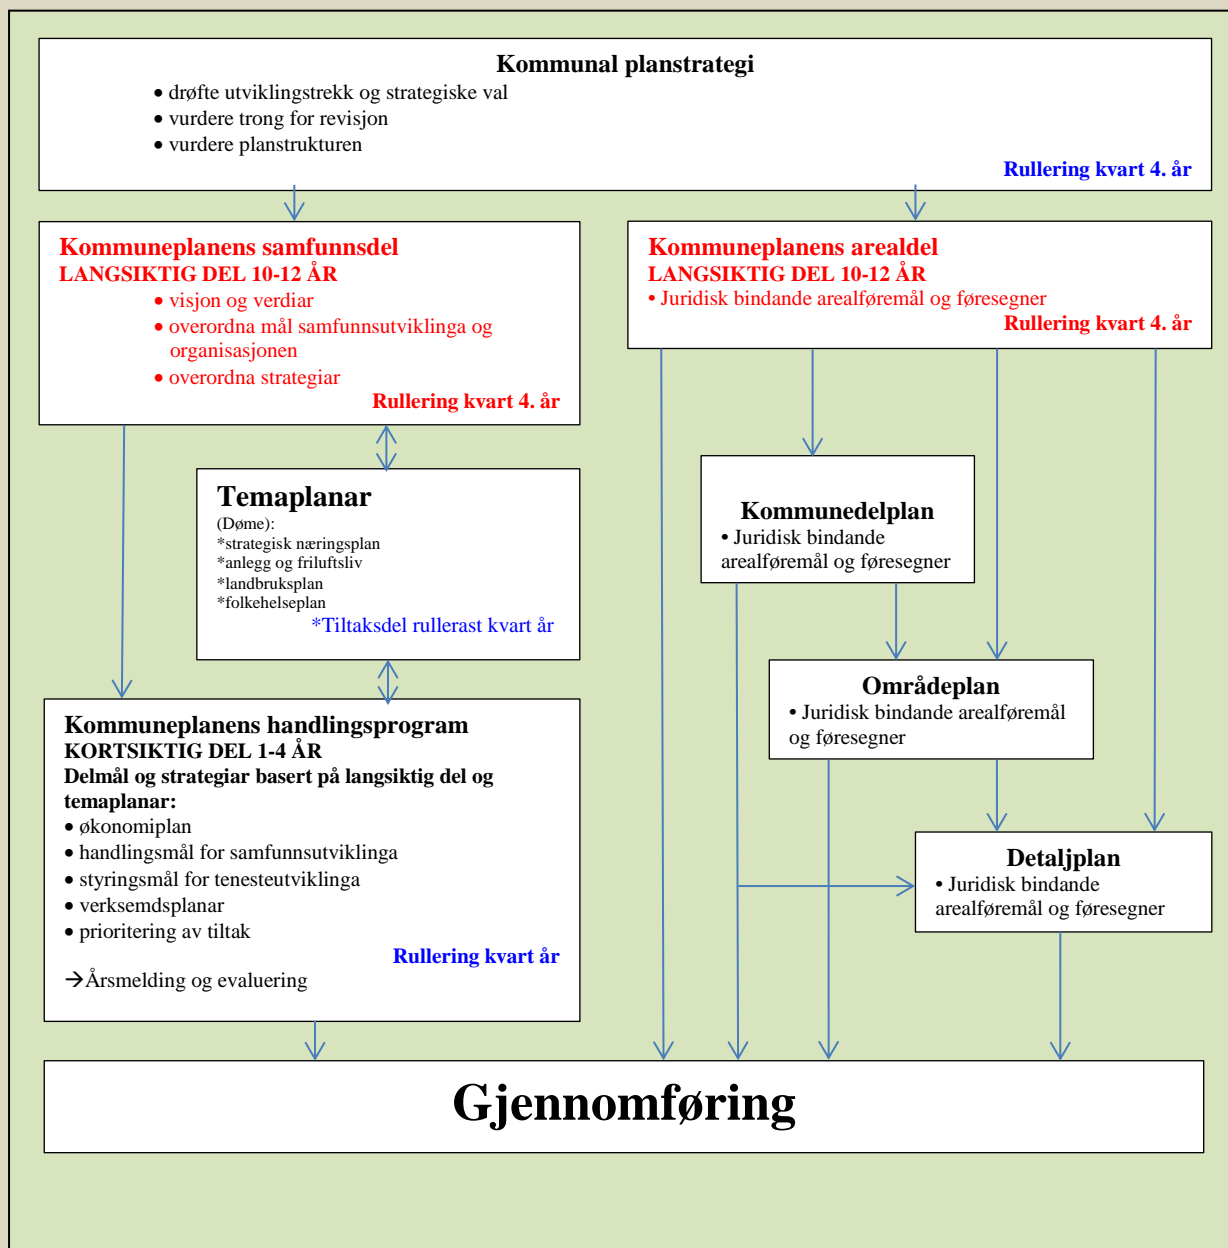 Kommunal planstrategi
• drøfte utviklingstrekk og strategiske val
• vurdere trong for revisjon
• vurdere planstrukturen
Rullering kvart 4. år
Kommuneplanens samfunnsdel
LANGSIKTIG DEL 10-12 ÅR
• visjon og verdiar
• overordna mål samfunnsutviklinga og
organisasjonen
• overordna strategiar
Rullering kvart 4. år
Kommuneplanens arealdel
LANGSIKTIG DEL 10-12 ÅR
• Juridisk bindande arealføremål og føresegner
Rullering kvart 4. år
Temaplanar
(Døme):
*strategisk næringsplan
*anlegg og friluftsliv
*landbruksplan
*folkehelseplan
*Tiltaksdel rullerast kvart år
Kommunedelplan
• Juridisk bindande
arealføremål og føresegner
Områdeplan
• Juridisk bindande arealføremål
og føresegner
Kommuneplanens handlingsprogram
KORTSIKTIG DEL 1-4 ÅR
Delmål og strategiar basert på langsiktig del og
temaplanar:
• økonomiplan
• handlingsmål for samfunnsutviklinga
• styringsmål for tenesteutviklinga
• verksemdsplanar
• prioritering av tiltak
Rullering kvart år
→Årsmelding og evaluering
Detaljplan
• Juridisk bindande
arealføremål og føresegner
Gjennomføring